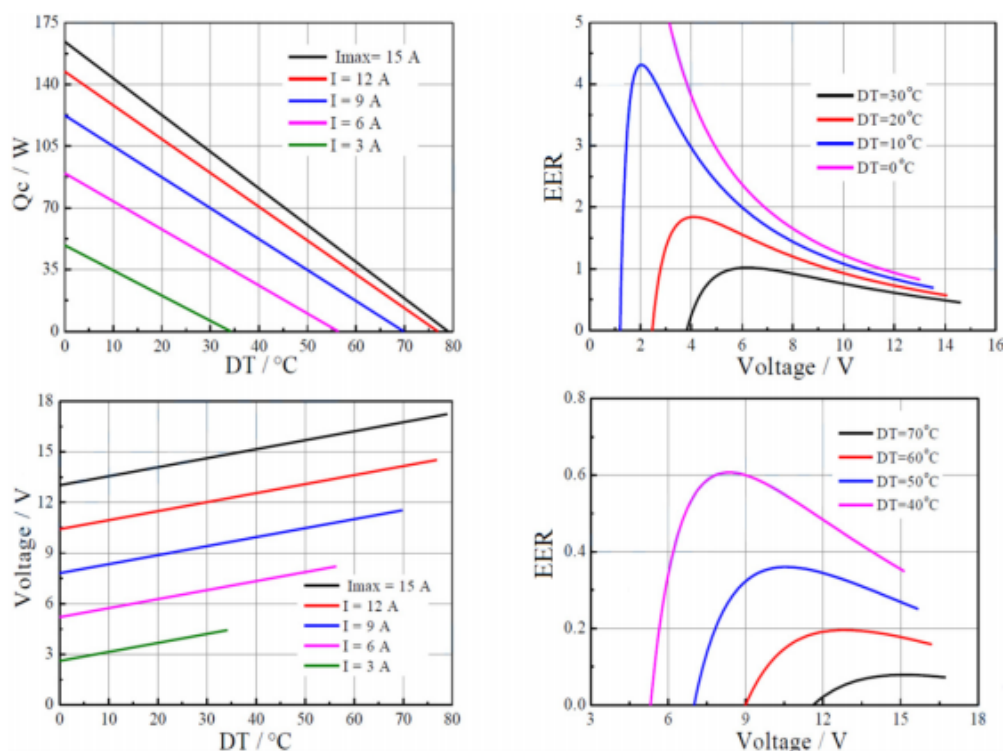 175
140
105
70
35
0
Qc / W
Imax= 15 A
I = 12 A
I = 9 A
I = 6 A
I = 3 A
0 10 20 30 40 50 60 70 80
DT / °C
5
4
3
2
1
0
EER
DT=30°C
DT=20°C
DT=10°C
DT=0°C
0 2 4 6 8 10 12 14 16
Voltage / V
18
15
12
9
6
3
0
Voltage / V
Imax = 15 A
I = 12 A
I = 9 A
I = 6 A
I = 3 A
0 10 20 30 40 50 60 70 80
DT / °C
0.8
0.6
0.4
0.2
0.0
EER
DT=70°C
DT=60°C
DT=50°C
DT=40°C
3 6 9 12 15 18
Voltage / V